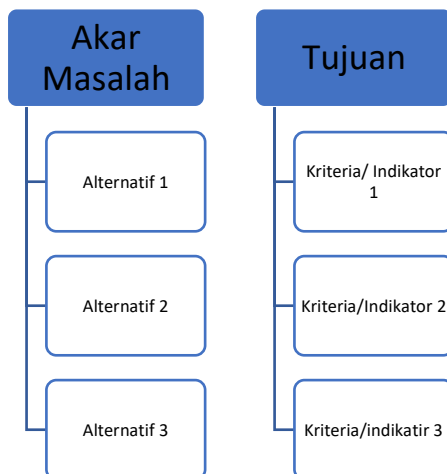 Akar
Masalah
Alternatif 1
Alternatif 2
Alternatif 3
Tujuan
Kriteria/ Indikator
1
Kriteria/Indikator 2
Kriteria/indikatir 3